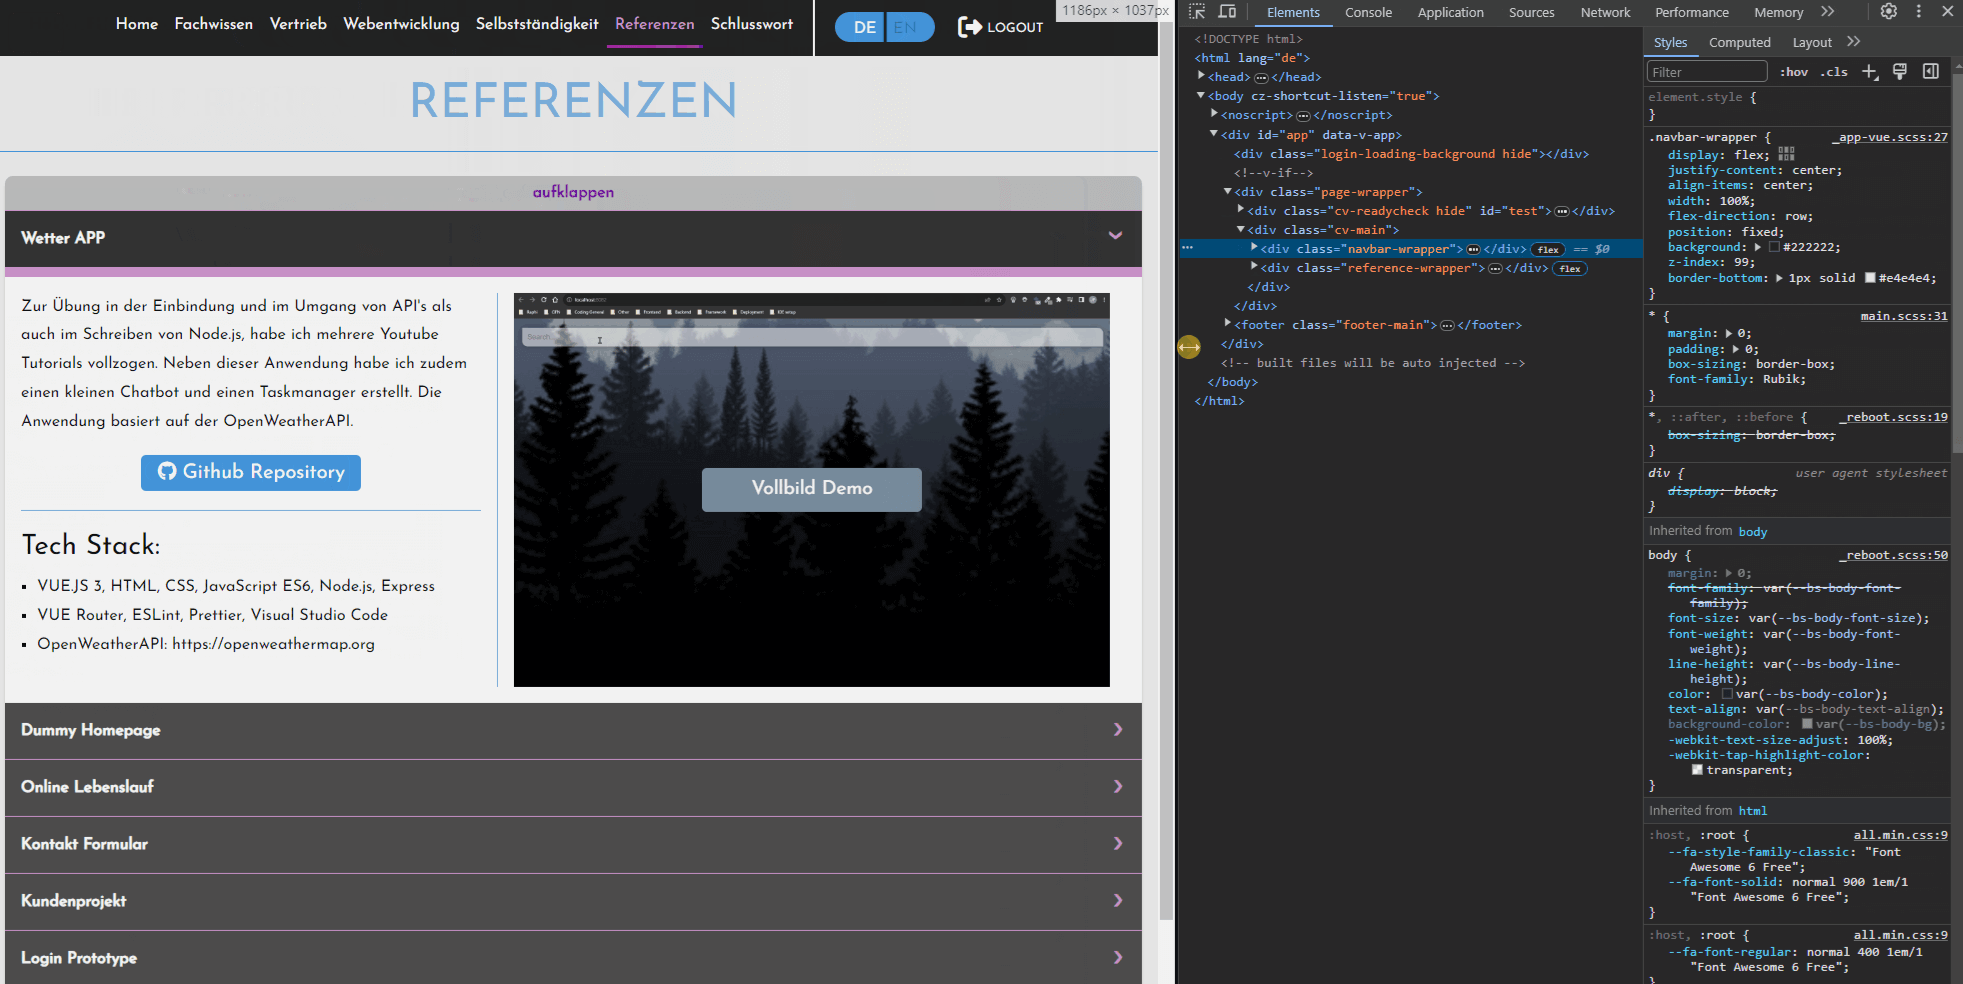 Home Fachwissen Vertrieb Webentwicklung Selbstständigkeit Referenzen Schlusswort DE EN LOGOUT
1186px × 1037px
REFERENZEN
aufklappen
Wetter APP
Zur Übung in der Einbindung und im Umgang von API's als
auch im Schreiben von Node.js, habe ich mehrere Youtube
Tutorials vollzogen. Neben dieser Anwendung habe ich zudem
einen kleinen Chatbot und einen Taskmanager erstellt. Die
Anwendung basiert auf der OpenWeatherAPI.
Github Repository
Tech Stack:
▪ VUE.JS 3, HTML, CSS, JavaScript ES6, Node.js, Express
▪ VUE Router, ESLint, Prettier, Visual Studio Code
▪ OpenWeatherAPI: https://openweathermap.org
Search...
Vollbild Demo
Dummy Homepage
Online Lebenslauf
Kontakt Formular
Kundenprojekt
Login Prototype
Elements Console Application Sources Network Performance Memory
<!DOCTYPE html>
<html lang="de">
<head> </head>
<body cz-shortcut-listen="true">
<noscript> </noscript>
<div id="app" data-v-app>
<div class="login-loading-background hide"></div>
<!--v-if-->
<div class="page-wrapper">
<div class="cv-readycheck hide" id="test"> </div>
<div class="cv-main">
<div class="navbar-wrapper"> </div> flex == $0
<div class="reference-wrapper"> </div> flex
</div>
</div>
<footer class="footer-main"> </footer>
</div>
<!-- built files will be auto injected -->
</body>
</html>
Styles Computed Layout
Filter :hov .cls
element.style {
}
.navbar-wrapper { _app-vue.scss:27
display: flex;
justify-content: center;
align-items: center;
width: 100%;
flex-direction: row;
position: fixed;
background: #222222;
z-index: 99;
border-bottom: 1px solid #e4e4e4;
}
* { main.scss:31
margin: 0;
padding: 0;
box-sizing: border-box;
font-family: Rubik;
}
*, ::after, ::before { _reboot.scss:19
box-sizing: border-box;
}
div { user agent stylesheet
display: block;
}
Inherited from body
body { _reboot.scss:50
margin: 0;
font-family: var(--bs-body-font-
family);
font-size: var(--bs-body-font-size);
font-weight: var(--bs-body-font-
weight);
line-height: var(--bs-body-line-
height);
color: var(--bs-body-color);
text-align: var(--bs-body-text-align);
background-color: var(--bs-body-bg);
-webkit-text-size-adjust: 100%;
-webkit-tap-highlight-color:
transparent;
}
Inherited from html
:host, :root { all.min.css:9
--fa-style-family-classic: "Font
Awesome 6 Free";
--fa-font-solid: normal 900 1em/1
"Font Awesome 6 Free";
}
:host, :root { all.min.css:9
--fa-font-regular: normal 400 1em/1
"Font Awesome 6 Free";
}